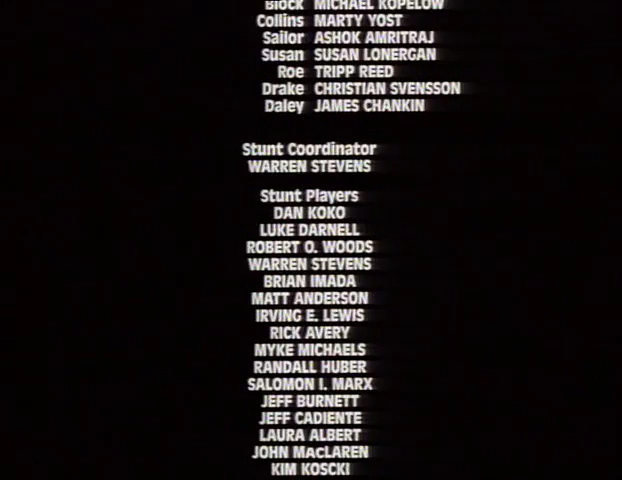 Block MICHAEL KOPELOW
Collins MARTY YOST
Sailor ASHOK AMRITRAJ
Susan SUSAN LONERGAN
Roe TRIPP REED
Drake CHRISTIAN SVENSSON
Daley JAMES CHANKIN
Stunt Coordinator
WARREN STEVENS
Stunt Players
DAN KOKO
LUKE DARNELL
ROBERT O. WOODS
WARREN STEVENS
BRIAN IMADA
MATT ANDERSON
IRVING E. LEWIS
RICK AVERY
MYKE MICHAELS
RANDALL HUBER
SALOMON I. MARX
JEFF BURNETT
JEFF CADIENTE
LAURA ALBERT
JOHN MACLAREN
KIM KOSCKI